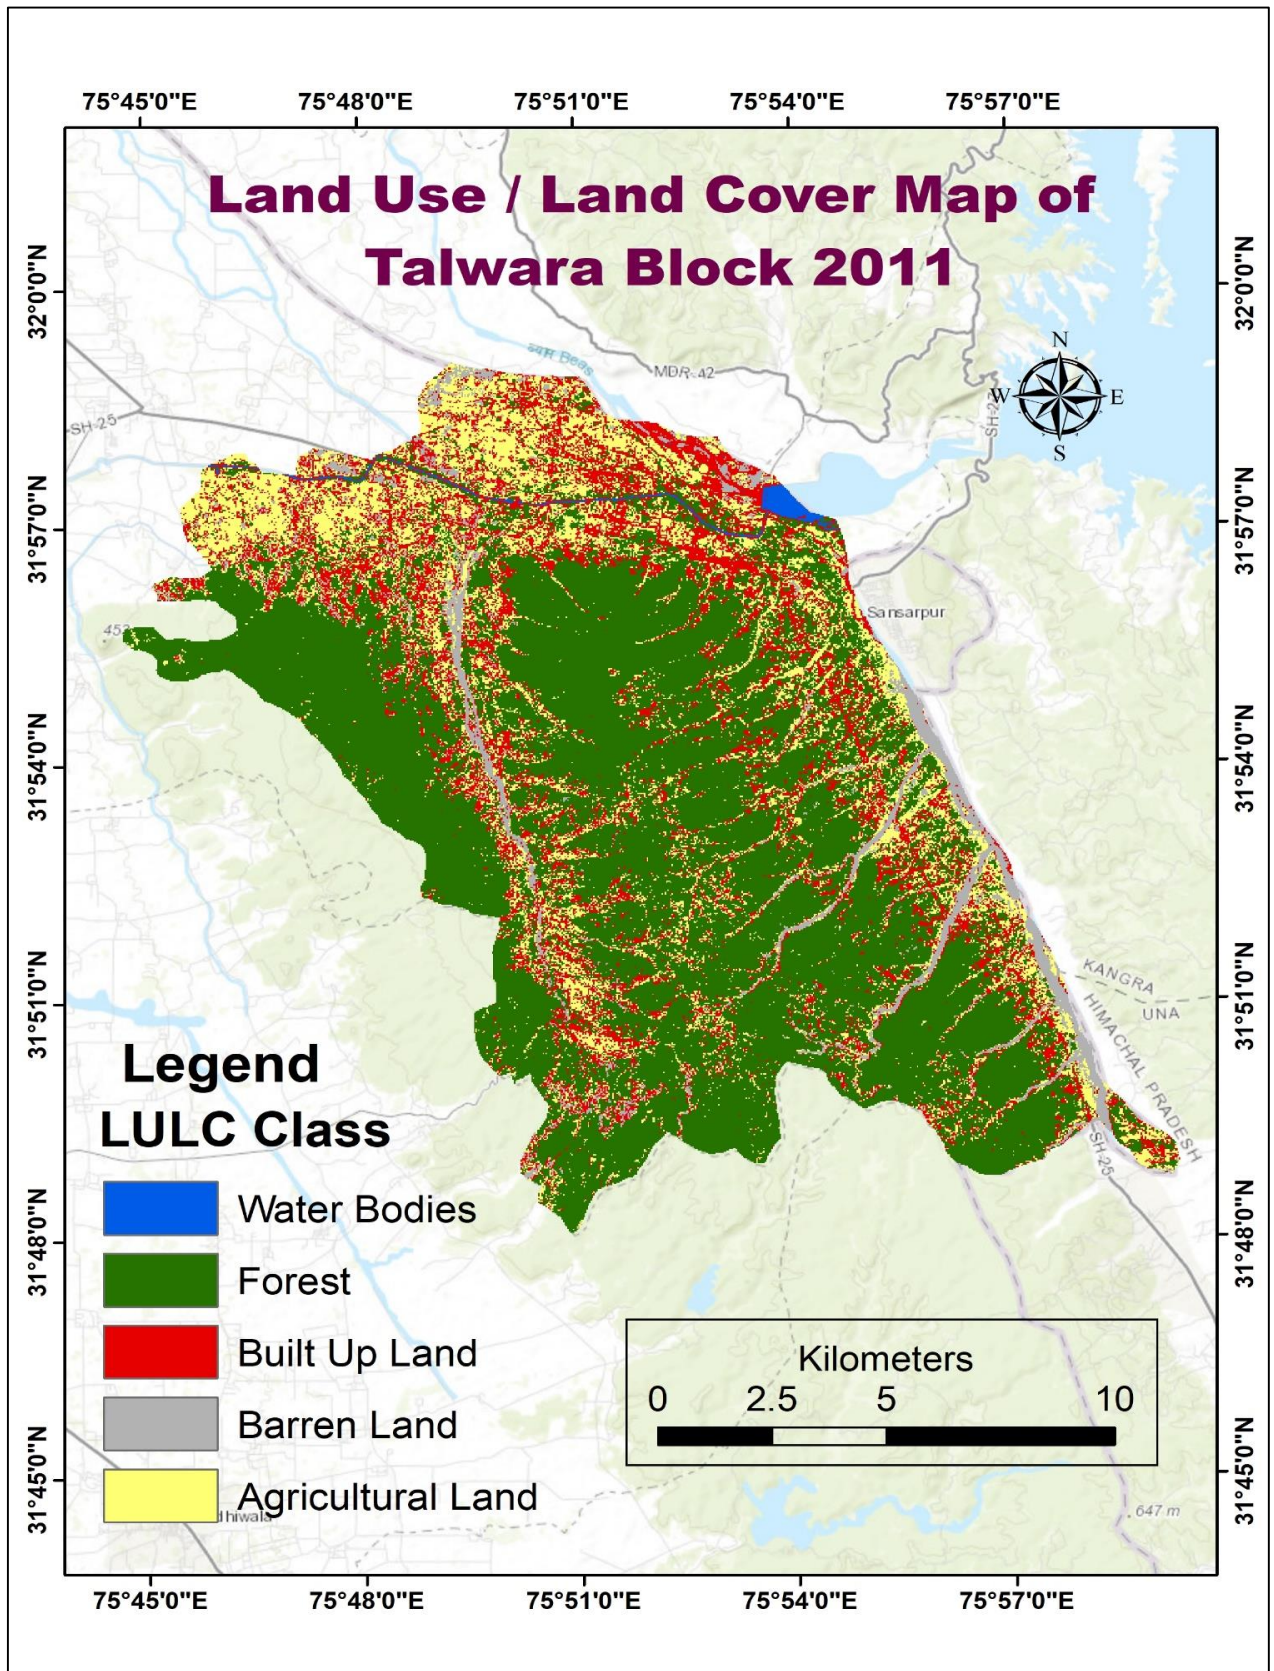 75°45'0"E 75°48'0"E 75°51'0"E 75°54'0"E 75°57'0"E
Land Use / Land Cover Map of
Talwara Block 2011
32°0'0"N
32°0'0"N
N
W E
S
ब्यास Beas
MDR-42
SH-25
31°57'0"N
31°57'0"N
Sansarpur
453
31°54'0"N
31°54'0"N
KANGRA
UNA
HIMACHAL PRADESH
31°51'0"N
31°51'0"N
SH-25
Legend
LULC Class
Water Bodies
Forest
Built Up Land
Barren Land
Agricultural Land
31°48'0"N
31°48'0"N
Kilometers
0 2.5 5 10
31°45'0"N
31°45'0"N
dhiwala
647 m
75°45'0"E 75°48'0"E 75°51'0"E 75°54'0"E 75°57'0"E